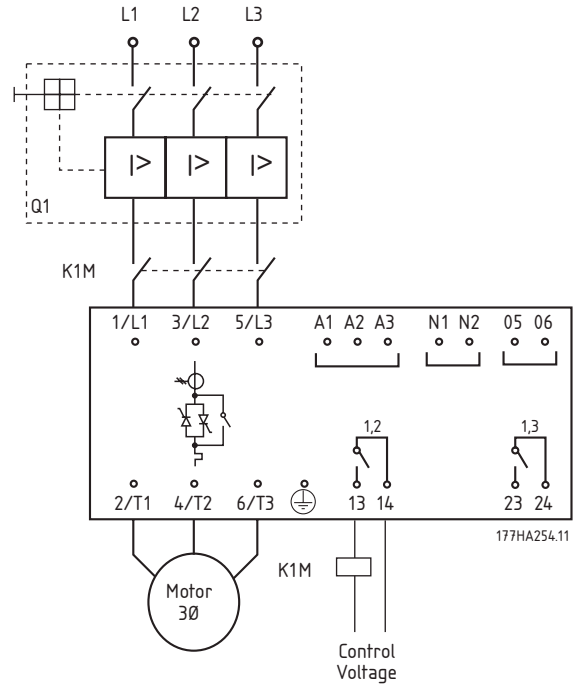 L1 L2 L3
I> I> I>
Q1
K1M
1/L1 3/L2 5/L3 A1 A2 A3 N1 N2 05 06
1,2 1,3
2/T1 4/T2 6/T3 13 14 23 24
177HA254.11
Motor
3Ø
K1M
Control
Voltage